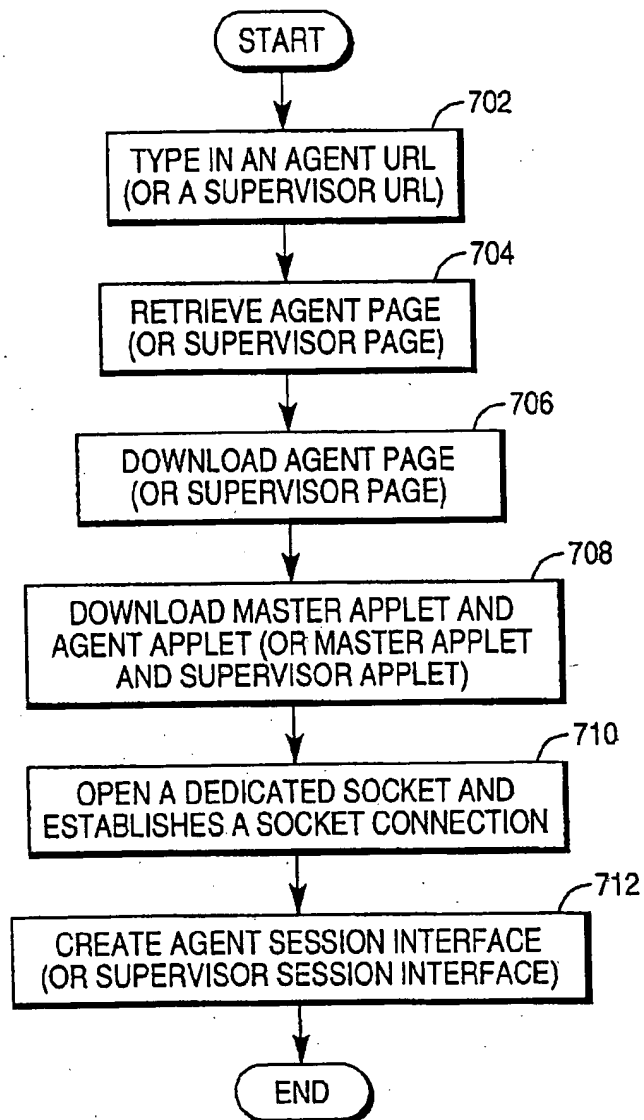 START
702
TYPE IN AN AGENT URL
(OR A SUPERVISOR URL)
704
RETRIEVE AGENT PAGE
(OR SUPERVISOR PAGE)
706
DOWNLOAD AGENT PAGE
(OR SUPERVISOR PAGE)
708
DOWNLOAD MASTER APPLET AND
AGENT APPLET (OR MASTER APPLET
AND SUPERVISOR APPLET)
710
OPEN A DEDICATED SOCKET AND
ESTABLISHES A SOCKET CONNECTION
712
CREATE AGENT SESSION INTERFACE
(OR SUPERVISOR SESSION INTERFACE)
END